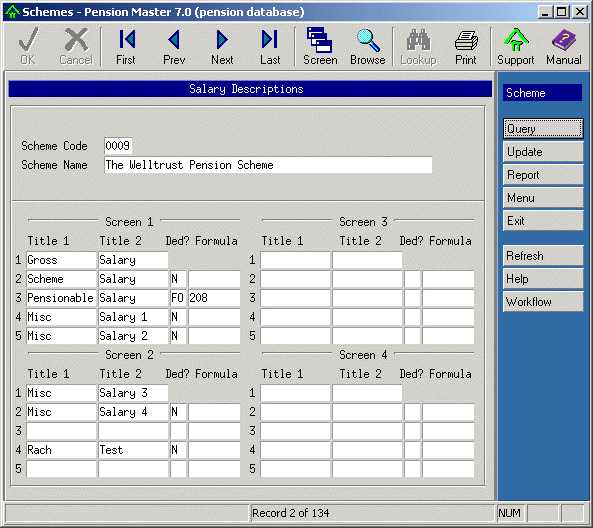 Schemes - Pension Master 7.0 (pension database)
OK Cancel First Prev Next Last Screen Browse Lookup Print Support Manual
Salary Descriptions
Scheme Code 0009
Scheme Name The Welltrust Pension Scheme
Screen 1 Screen 3
Title 1 Title 2 Ded? Formula Title 1 Title 2 Ded? Formula
1 Gross Salary 1
2 Scheme Salary N 2
3 Pensionable Salary FO 208 3
4 Misc Salary 1 N 4
5 Misc Salary 2 N 5
Screen 2 Screen 4
Title 1 Title 2 Ded? Formula Title 1 Title 2 Ded? Formula
1 Misc Salary 3 1
2 Misc Salary 4 N 2
3 3
4 Rach Test N 4
5 5
Scheme
Query
Update
Report
Menu
Exit
Refresh
Help
Workflow
Record 2 of 134 NUM